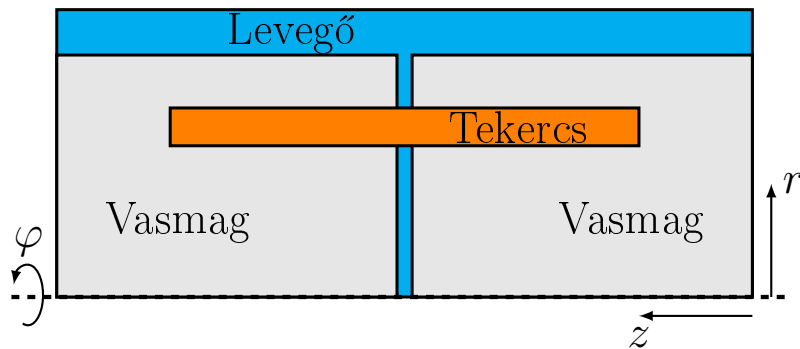 Levegő
Tekercs
r
Vasmag
Vasmag
φ
z